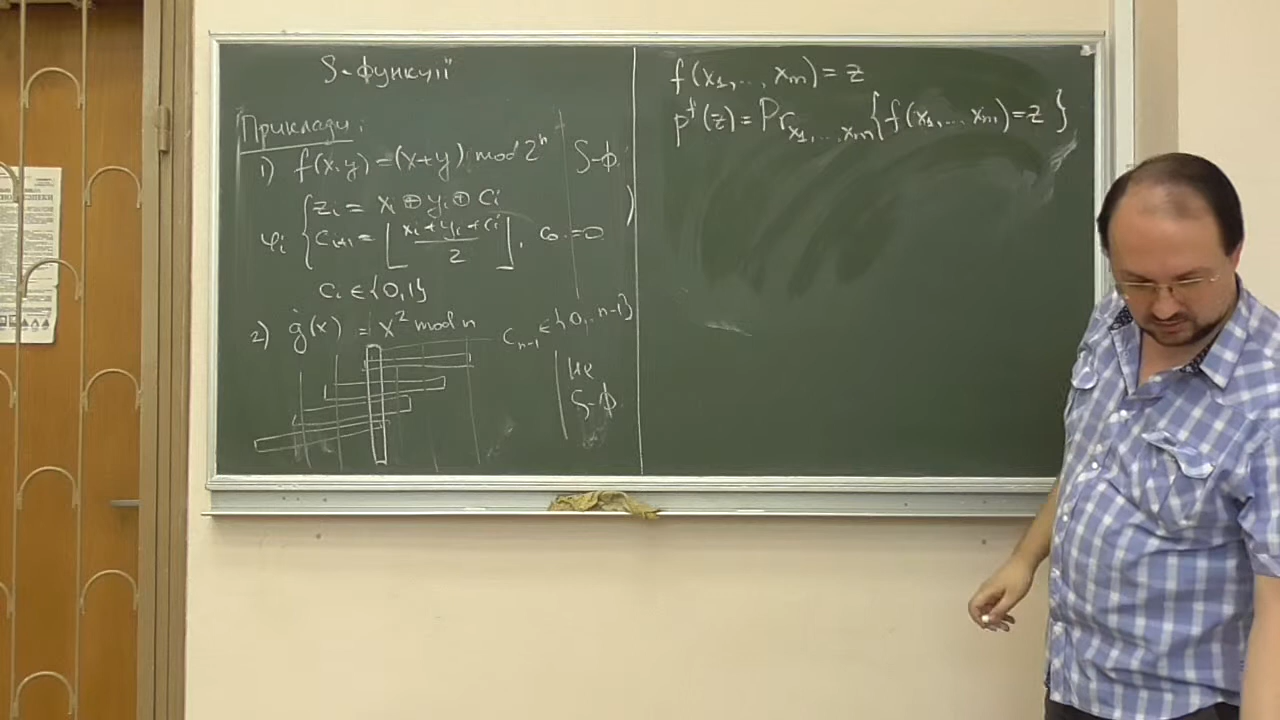 S-функції
Приклади:
1) f(x,y) = (x+y) mod 2ⁿ | S-ф.
φᵢ { zᵢ = xᵢ ⊕ yᵢ ⊕ cᵢ
cᵢ₊₁ = ⌊(xᵢ + yᵢ + cᵢ)/2⌋, c₀ = 0
cᵢ ∈ {0,1}
2) g(x) = x² mod n
cₙ₋₁ ∈ {0,..n-1}
не
S-ф.
f(x₁,..., xₘ) = z
pᶠ(z) = Pr_{x₁,...,xₘ}{f(x₁,... xₘ) = z}